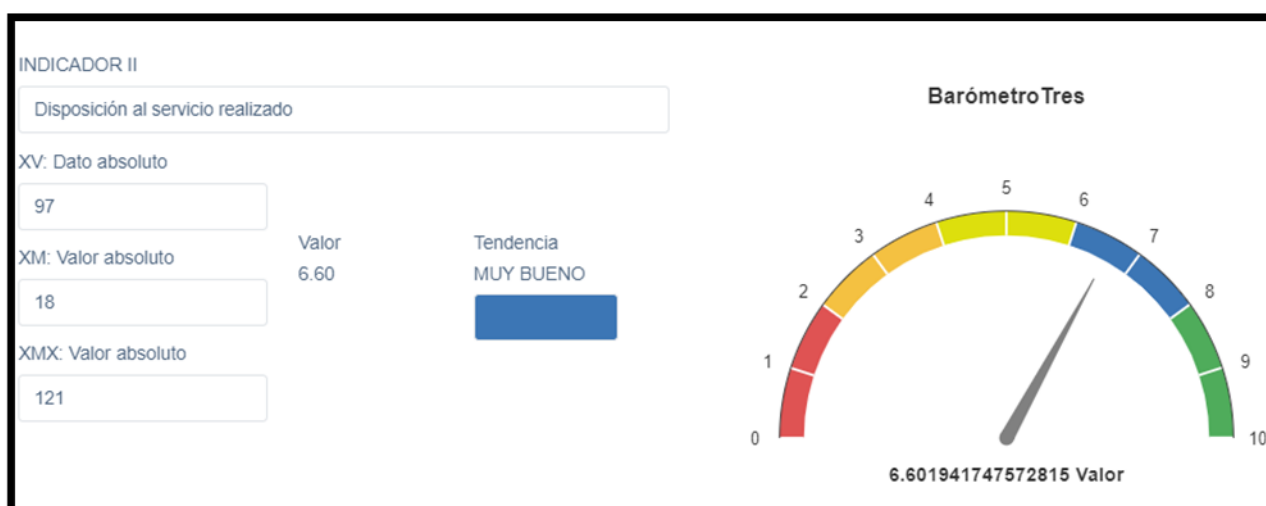 INDICADOR II
Disposición al servicio realizado
XV: Dato absoluto
97
XM: Valor absoluto
18
XMX: Valor absoluto
121
Valor
6.60
Tendencia
MUY BUENO
BarómetroTres
0
1
2
3
4
5
6
7
8
9
10
6.601941747572815 Valor